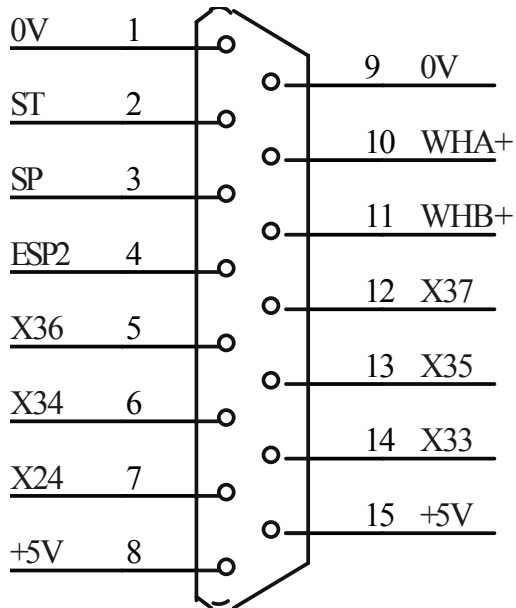 0V 1
9 0V
ST 2
10 WHA+
SP 3
11 WHB+
ESP2 4
12 X37
X36 5
13 X35
X34 6
14 X33
X24 7
15 +5V
+5V 8